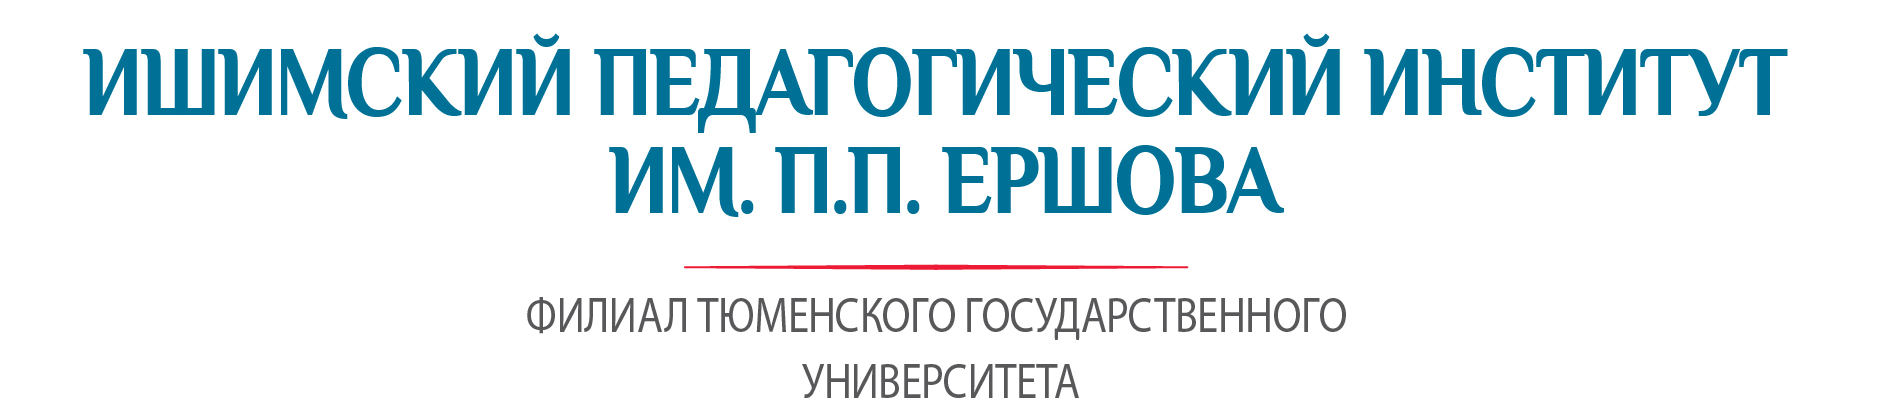 ИШИМСКИЙ ПЕДАГОГИЧЕСКИЙ ИНСТИТУТ
ИМ. П.П. ЕРШОВА
ФИЛИАЛ ТЮМЕНСКОГО ГОСУДАРСТВЕННОГО
УНИВЕРСИТЕТА